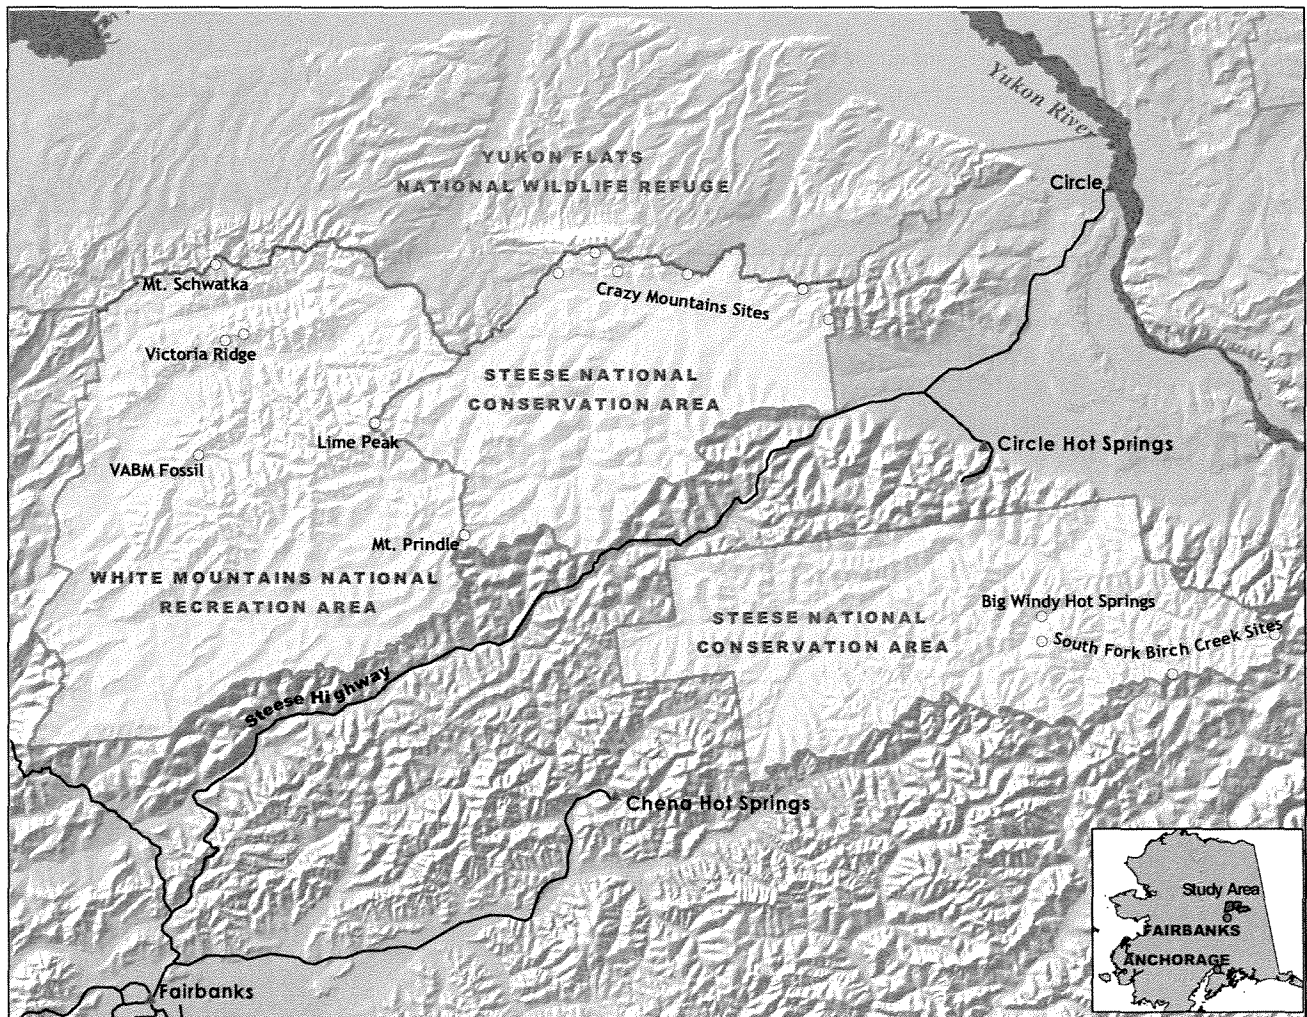 Yukon River
YUKON FLATS
NATIONAL WILDLIFE REFUGE
Circle
Mt. Schwatka
Crazy Mountains Sites
Victoria Ridge
STEESE NATIONAL
CONSERVATION AREA
Lime Peak
Circle Hot Springs
VABM Fossil
Mt. Prindle
WHITE MOUNTAINS NATIONAL
RECREATION AREA
Big Windy Hot Springs
STEESE NATIONAL
CONSERVATION AREA
South Fork Birch Creek Sites
Steese Highway
Chena Hot Springs
Study Area
FAIRBANKS
ANCHORAGE
Fairbanks